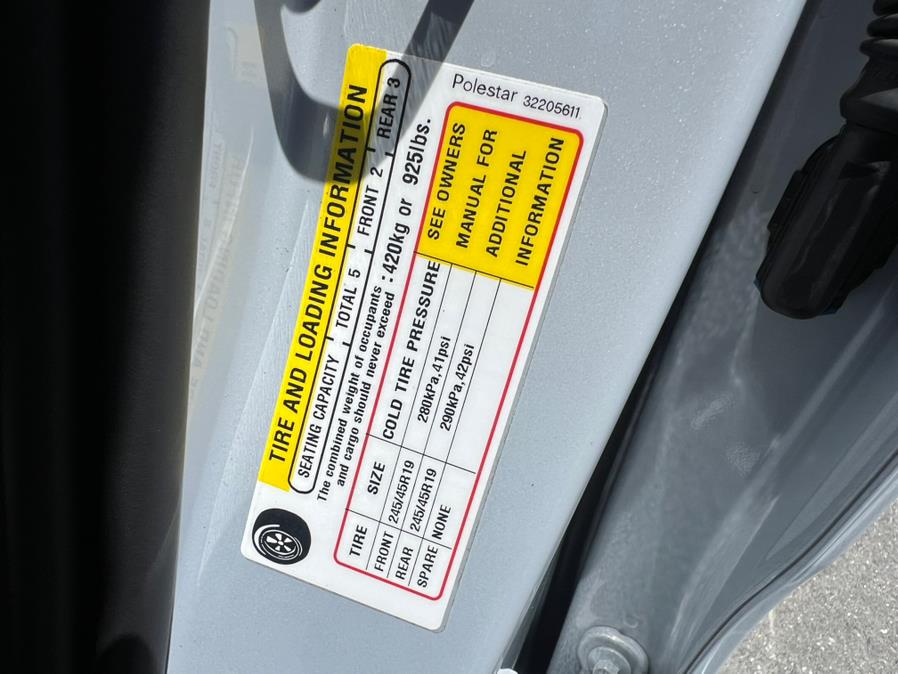 Polestar 32205611
TIRE AND LOADING INFORMATION
SEATING CAPACITY TOTAL 5 FRONT 2 REAR 3
The combined weight of occupants
and cargo should never exceed : 420kg or 925lbs.
TIRE SIZE COLD TIRE PRESSURE
FRONT 245/45R19 280kPa,41psi
REAR 245/45R19 290kPa,42psi
SPARE NONE
SEE OWNERS
MANUAL FOR
ADDITIONAL
INFORMATION